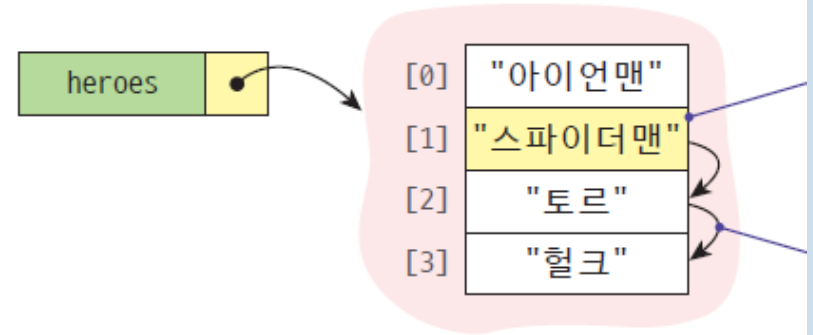 heroes
[0] "아이언맨"
[1] "스파이더맨"
[2] "토르"
[3] "헐크"